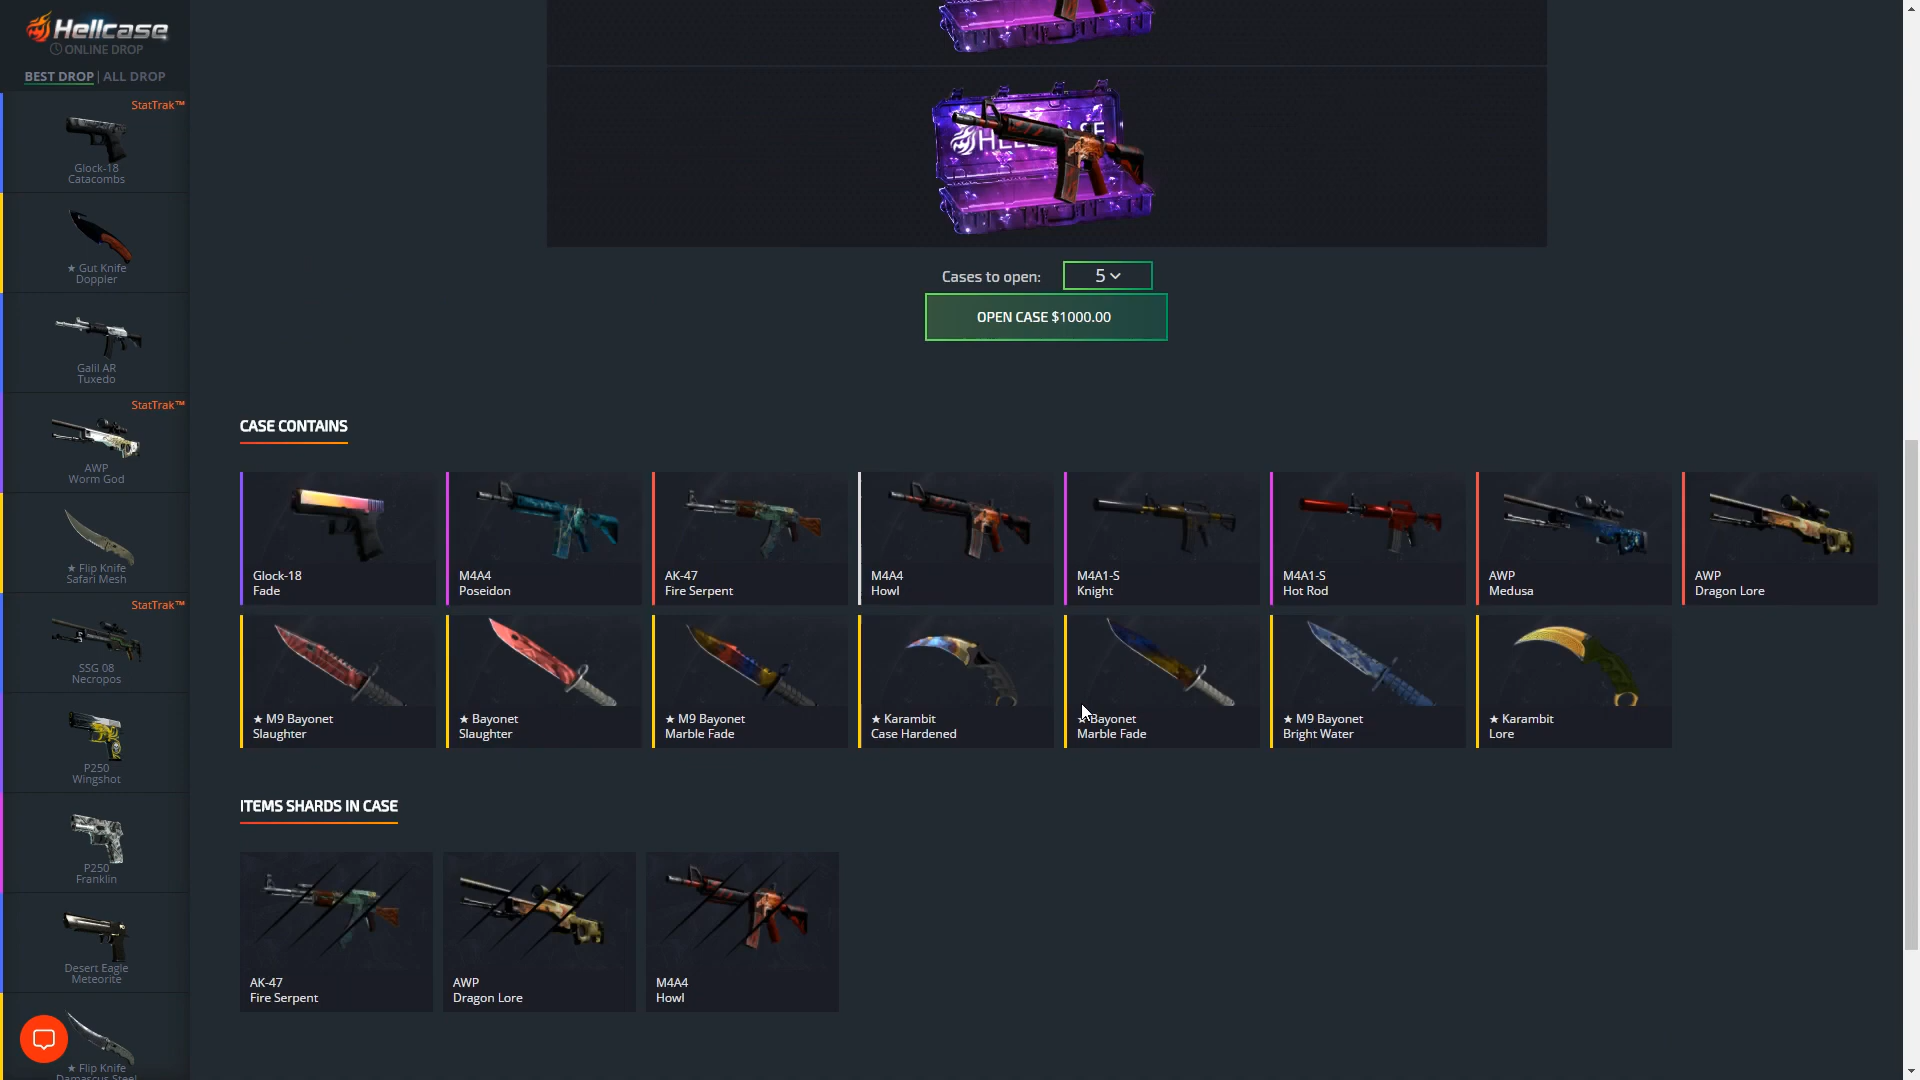 Hellcase
ONLINE DROP
BEST DROP | ALL DROP
StatTrak™
Glock-18
Catacombs
★ Gut Knife
Doppler
Galil AR
Tuxedo
StatTrak™
AWP
Worm God
★ Flip Knife
Safari Mesh
StatTrak™
SSG 08
Necropos
P250
Wingshot
P250
Franklin
Desert Eagle
Meteorite
★ Flip Knife
Damascus Steel
Cases to open: 5
OPEN CASE $1000.00
CASE CONTAINS
Glock-18
Fade
M4A4
Poseidon
AK-47
Fire Serpent
M4A4
Howl
M4A1-S
Knight
M4A1-S
Hot Rod
AWP
Medusa
AWP
Dragon Lore
★ M9 Bayonet
Slaughter
★ Bayonet
Slaughter
★ M9 Bayonet
Marble Fade
★ Karambit
Case Hardened
★ Bayonet
Marble Fade
★ M9 Bayonet
Bright Water
★ Karambit
Lore
ITEMS SHARDS IN CASE
AK-47
Fire Serpent
AWP
Dragon Lore
M4A4
Howl